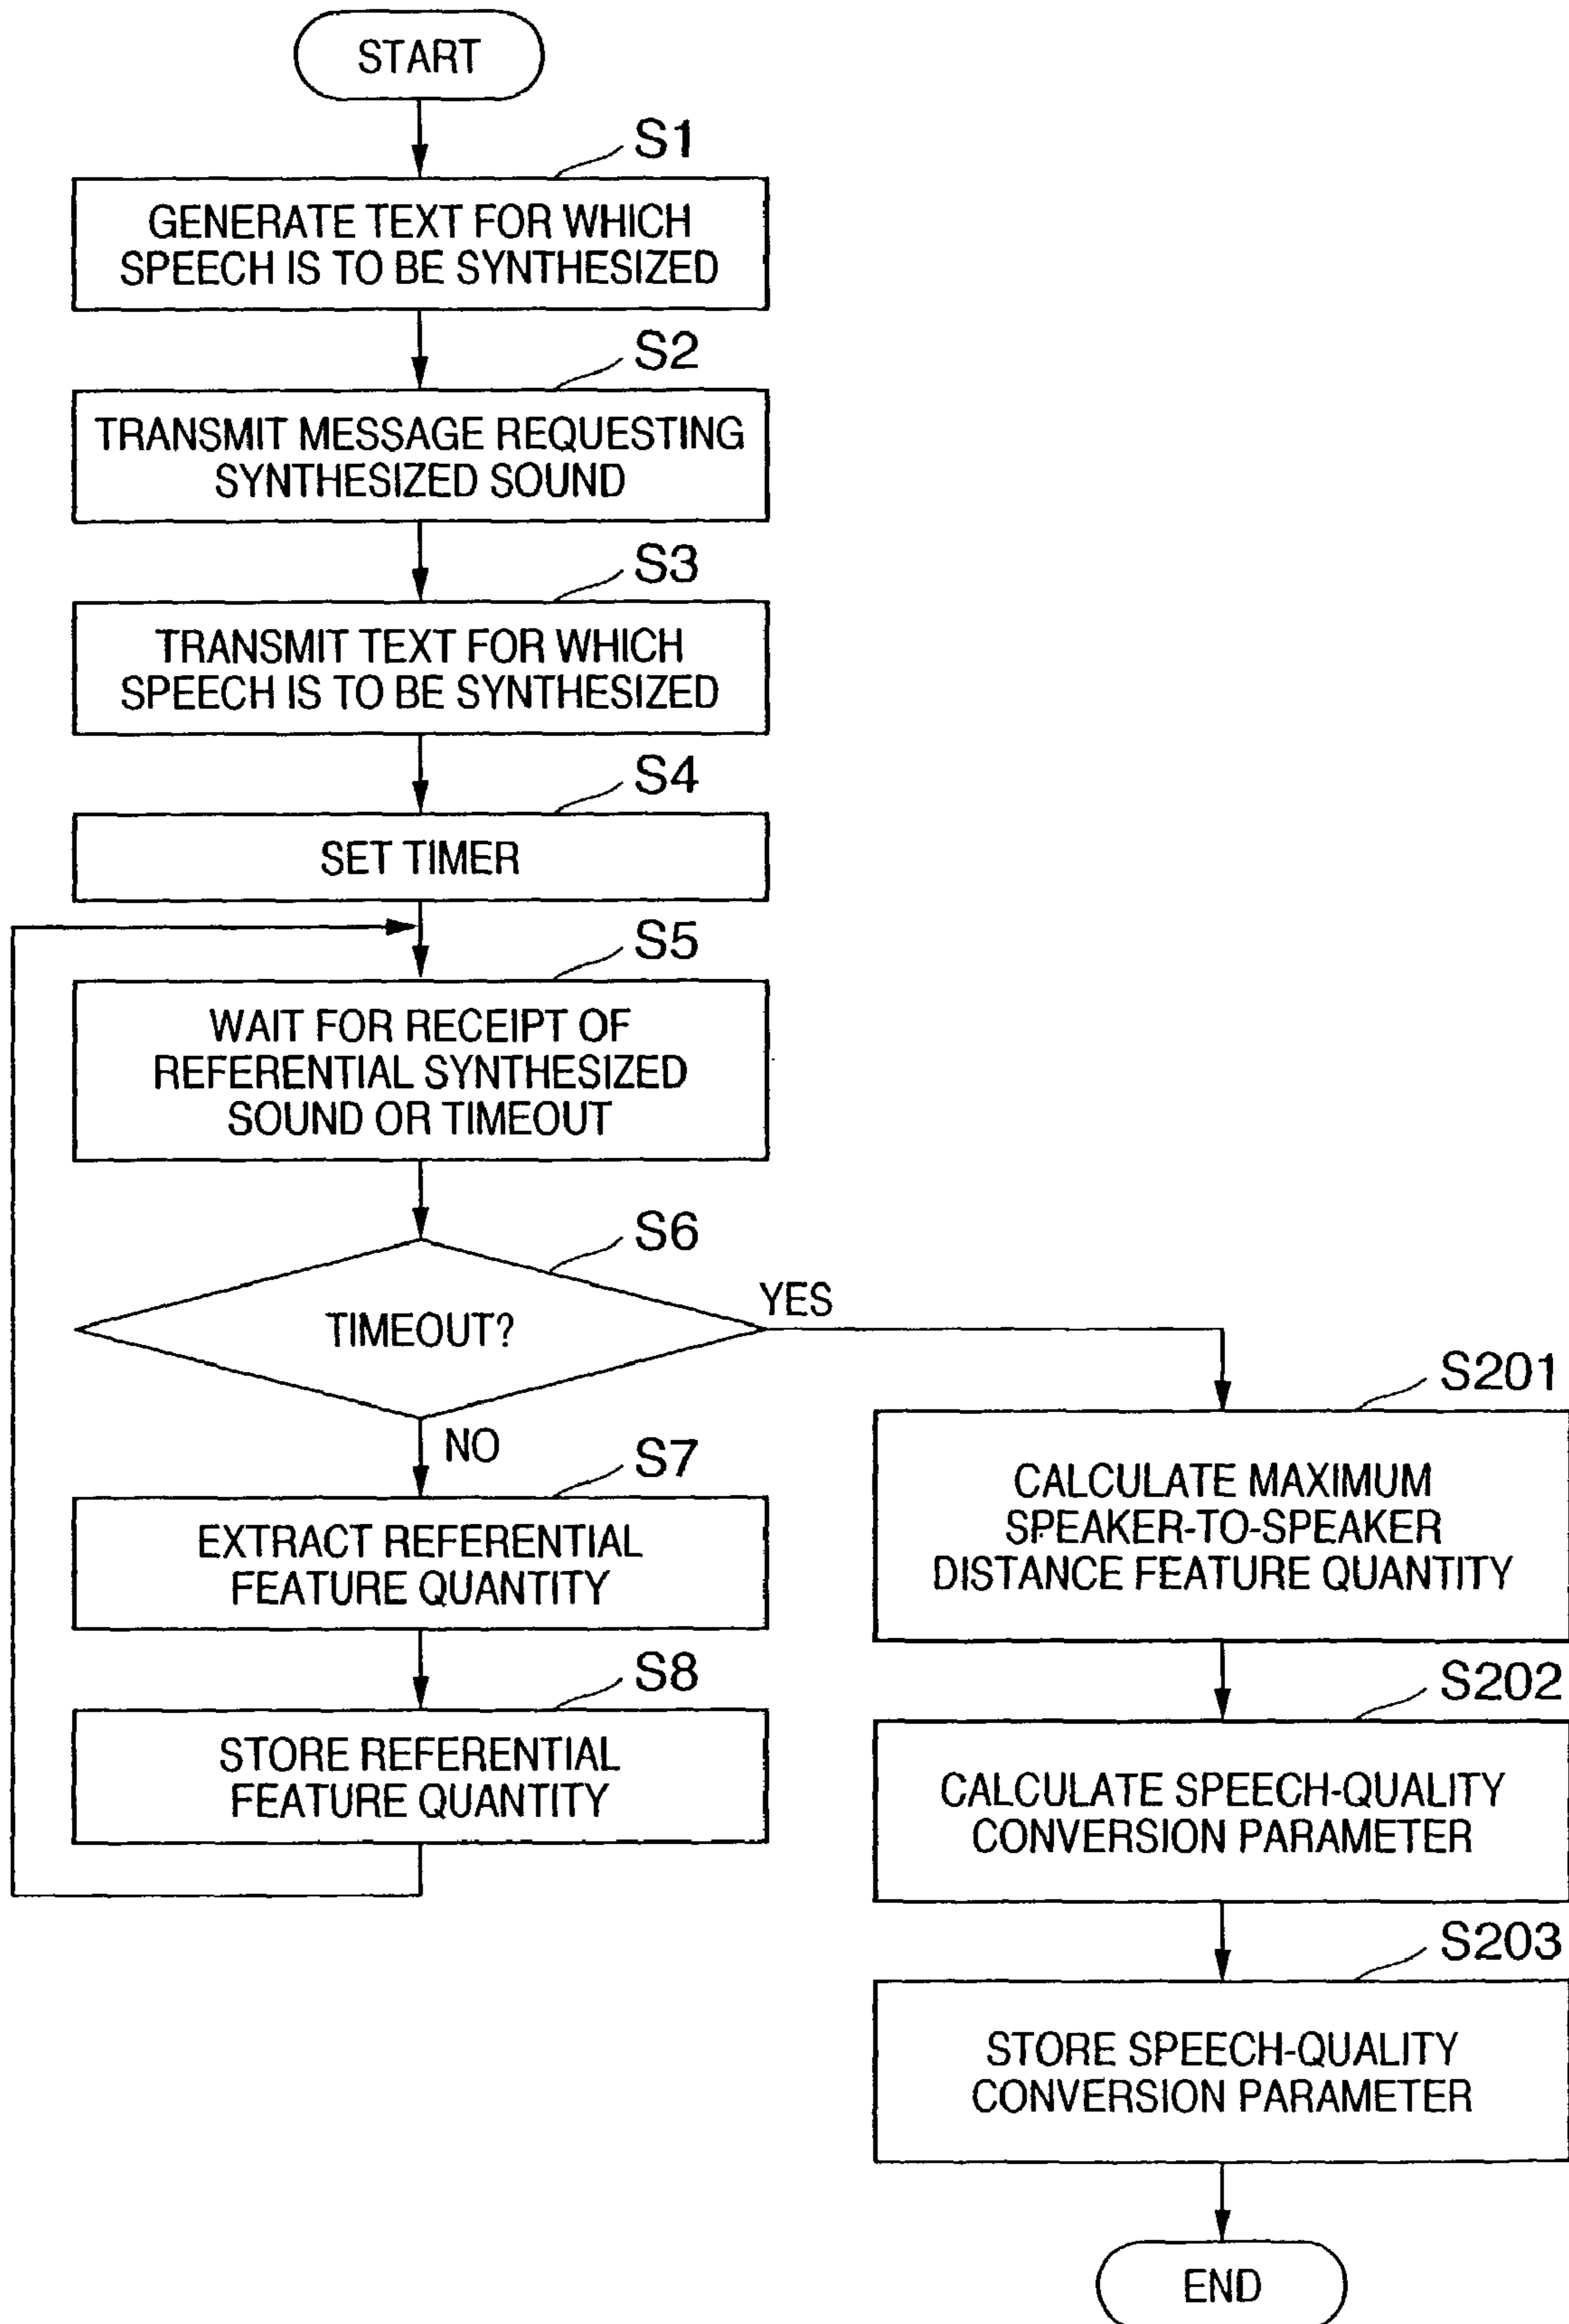 START
S1
GENERATE TEXT FOR WHICH
SPEECH IS TO BE SYNTHESIZED
S2
TRANSMIT MESSAGE REQUESTING
SYNTHESIZED SOUND
S3
TRANSMIT TEXT FOR WHICH
SPEECH IS TO BE SYNTHESIZED
S4
SET TIMER
S5
WAIT FOR RECEIPT OF
REFERENTIAL SYNTHESIZED
SOUND OR TIMEOUT
S6
TIMEOUT?
YES
NO
S7
EXTRACT REFERENTIAL
FEATURE QUANTITY
S8
STORE REFERENTIAL
FEATURE QUANTITY
S201
CALCULATE MAXIMUM
SPEAKER-TO-SPEAKER
DISTANCE FEATURE QUANTITY
S202
CALCULATE SPEECH-QUALITY
CONVERSION PARAMETER
S203
STORE SPEECH-QUALITY
CONVERSION PARAMETER
END